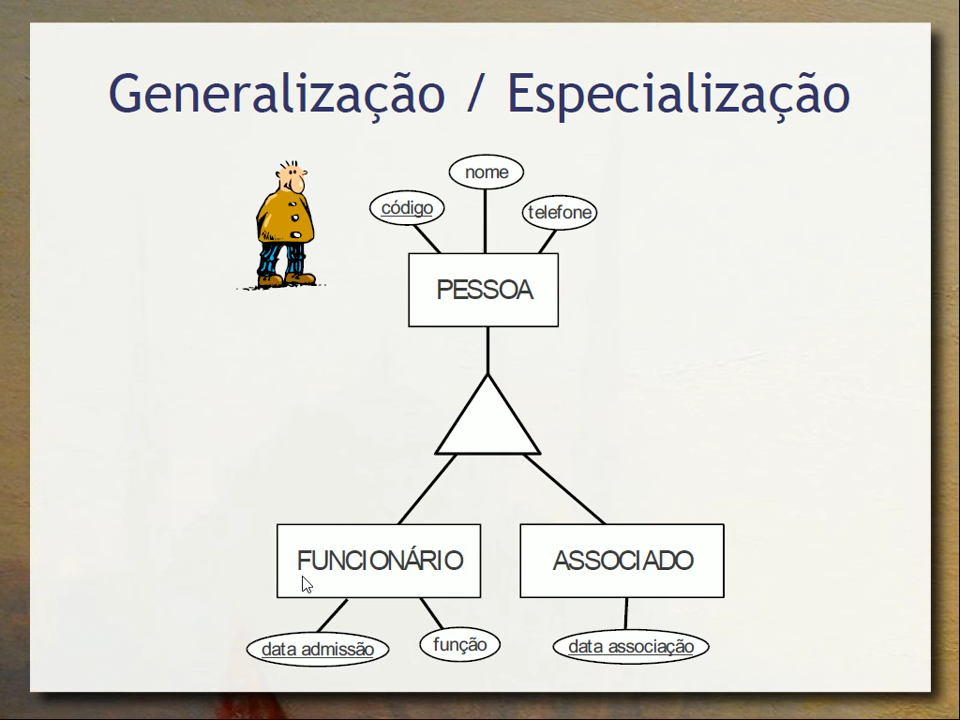 Generalização / Especialização
nome
código
telefone
PESSOA
FUNCIONÁRIO
ASSOCIADO
data admissão
função
data associação